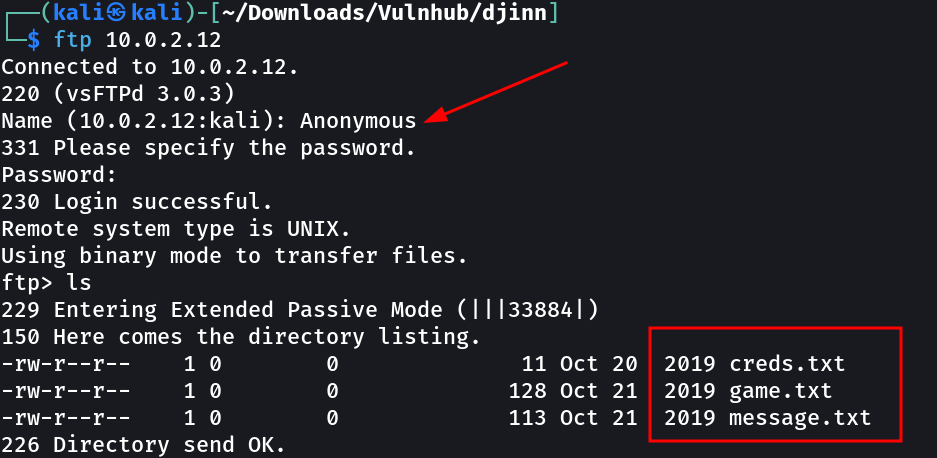 ┌──(kali㉿kali)-[~/Downloads/Vulnhub/djinn]
└─$ ftp 10.0.2.12
Connected to 10.0.2.12.
220 (vsFTPd 3.0.3)
Name (10.0.2.12:kali): Anonymous
331 Please specify the password.
Password:
230 Login successful.
Remote system type is UNIX.
Using binary mode to transfer files.
ftp> ls
229 Entering Extended Passive Mode (|||33884|)
150 Here comes the directory listing.
-rw-r--r--    1 0        0              11 Oct 20  2019 creds.txt
-rw-r--r--    1 0        0             128 Oct 21  2019 game.txt
-rw-r--r--    1 0        0             113 Oct 21  2019 message.txt
226 Directory send OK.